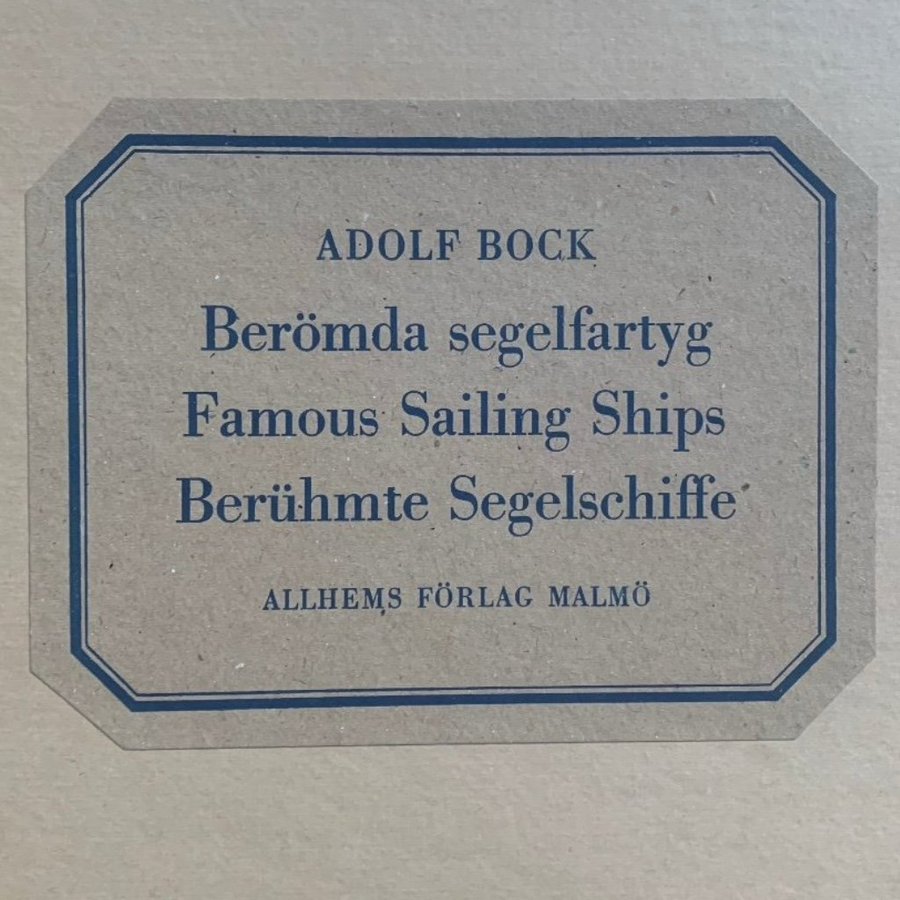 ADOLF BOCK
Berömda segelfartyg
Famous Sailing Ships
Berühmte Segelschiffe
ALLHEMS FÖRLAG MALMÖ